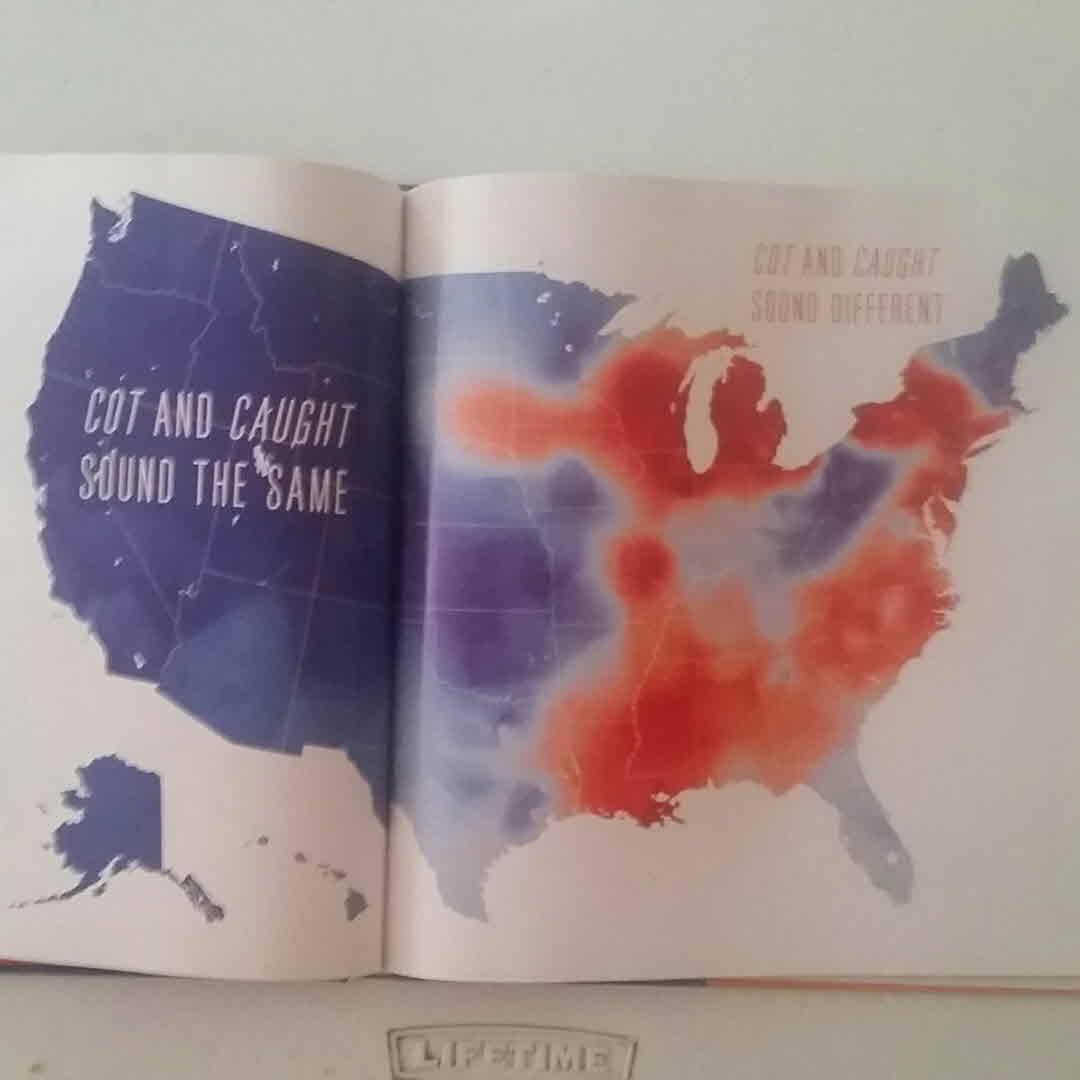 COT AND CAUGHT
SOUND THE SAME
COT AND CAUGHT
SOUND DIFFERENT
LIFETIME